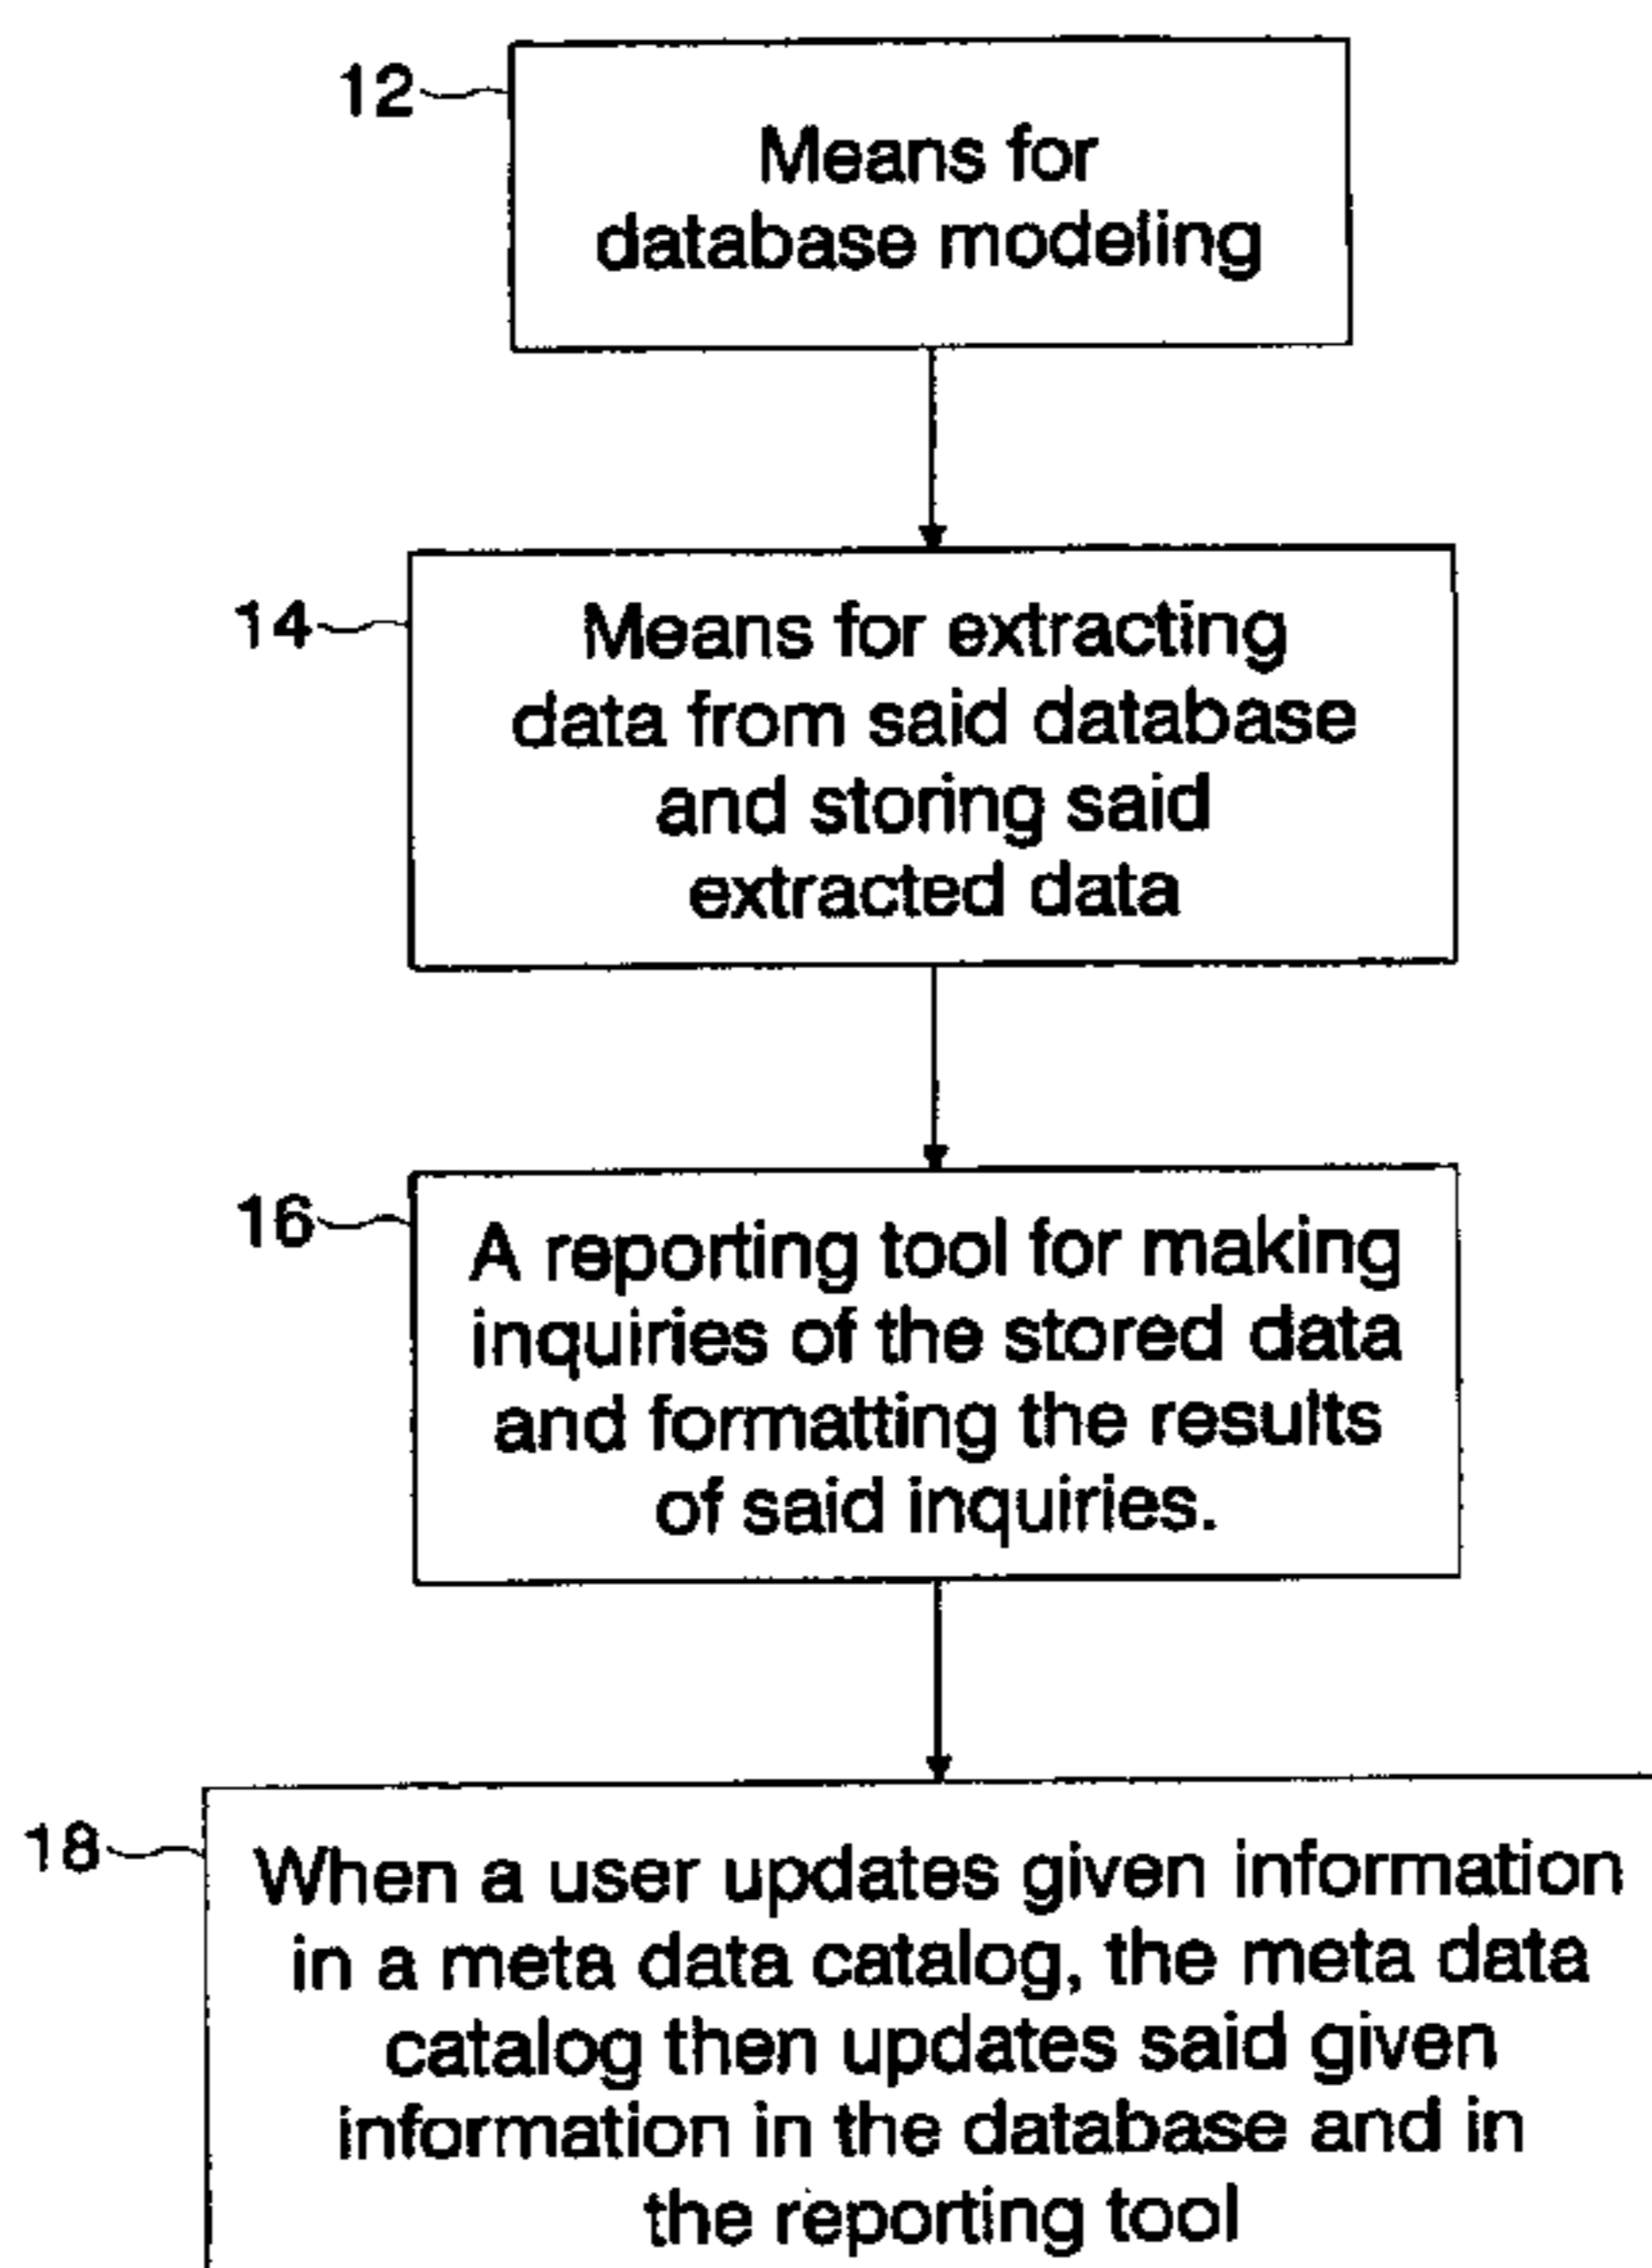 12
Means for
database modeling
14
Means for extracting
data from said database
and storing said
extracted data
16
A reporting tool for making
inquiries of the stored data
and formatting the results
of said inquiries.
18
When a user updates given information
in a meta data catalog, the meta data
catalog then updates said given
information in the database and in
the reporting tool